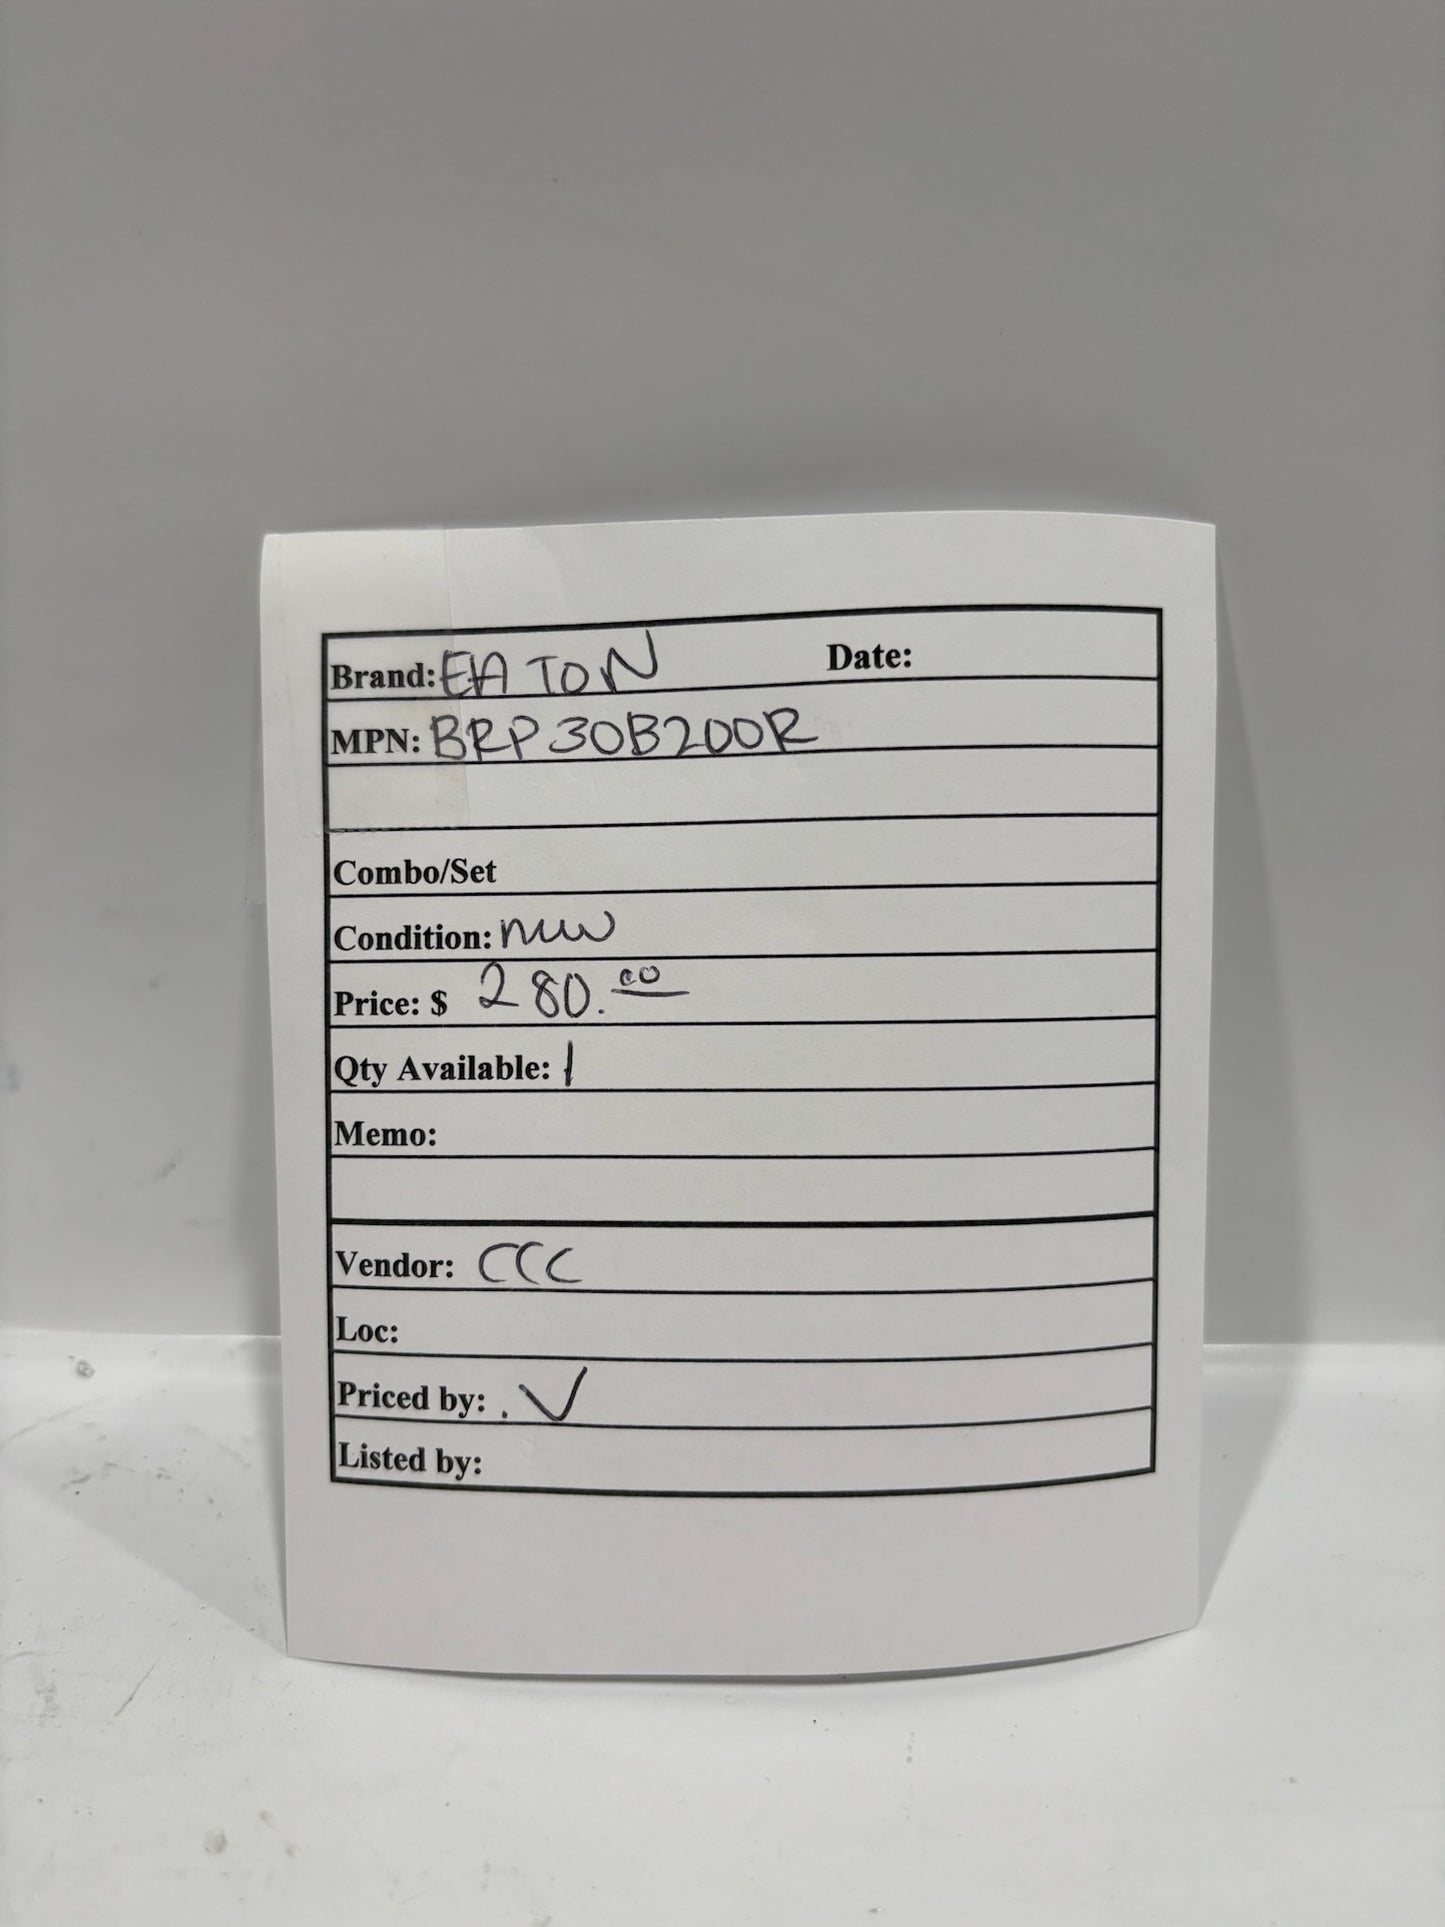 Brand: EATON Date:
MPN: BRP30B200R
Combo/Set
Condition: new
Price: $ 280.00
Qty Available: 1
Memo:
Vendor: CCC
Loc:
Priced by: . V
Listed by: